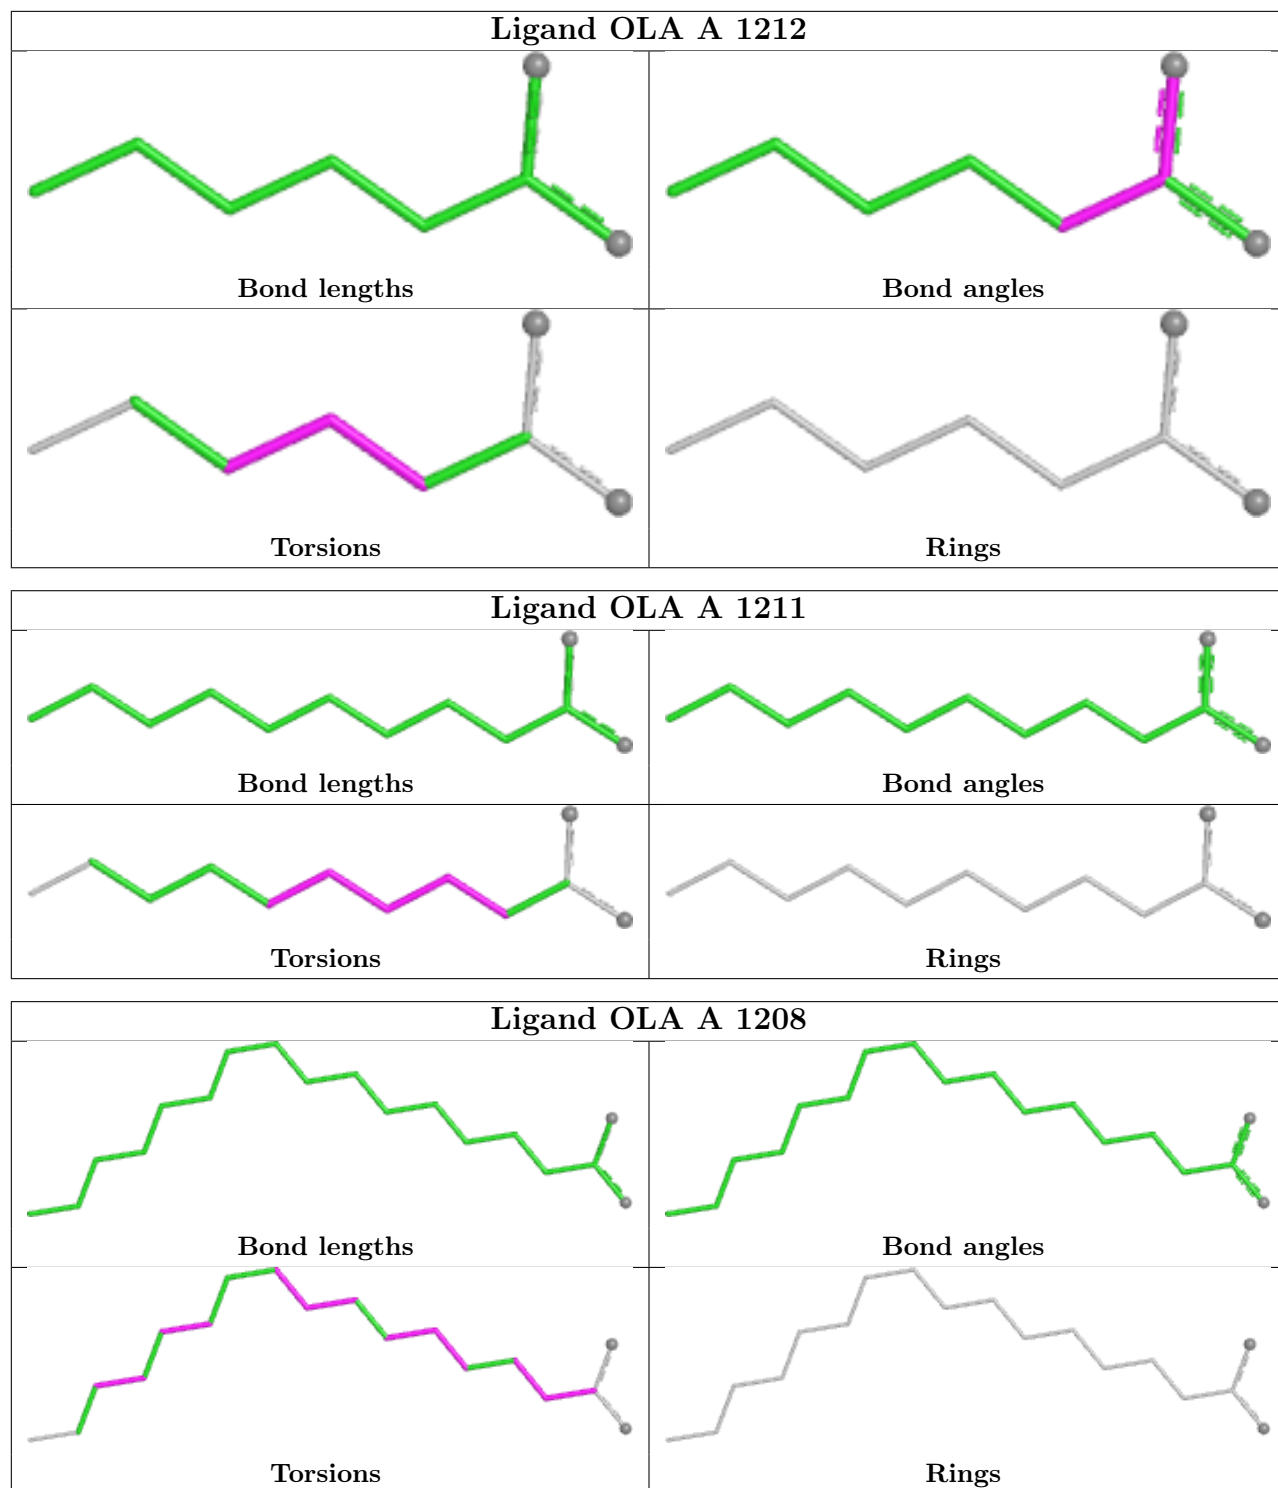 Ligand OLA A 1212
Bond lengths
Bond angles
Torsions
Rings
Ligand OLA A 1211
Bond lengths
Bond angles
Torsions
Rings
Ligand OLA A 1208
Bond lengths
Bond angles
Torsions
Rings